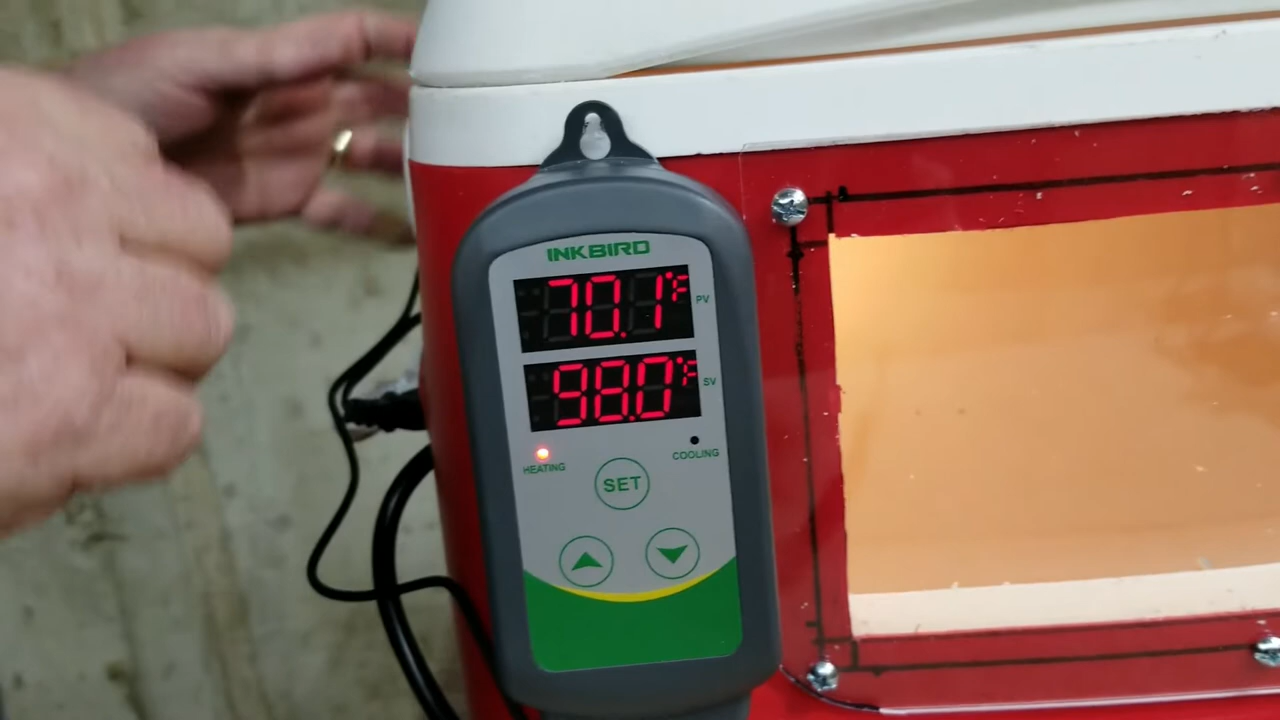 INKBIRD
70.1°F PV
98.0°F SV
HEATING
COOLING
SET